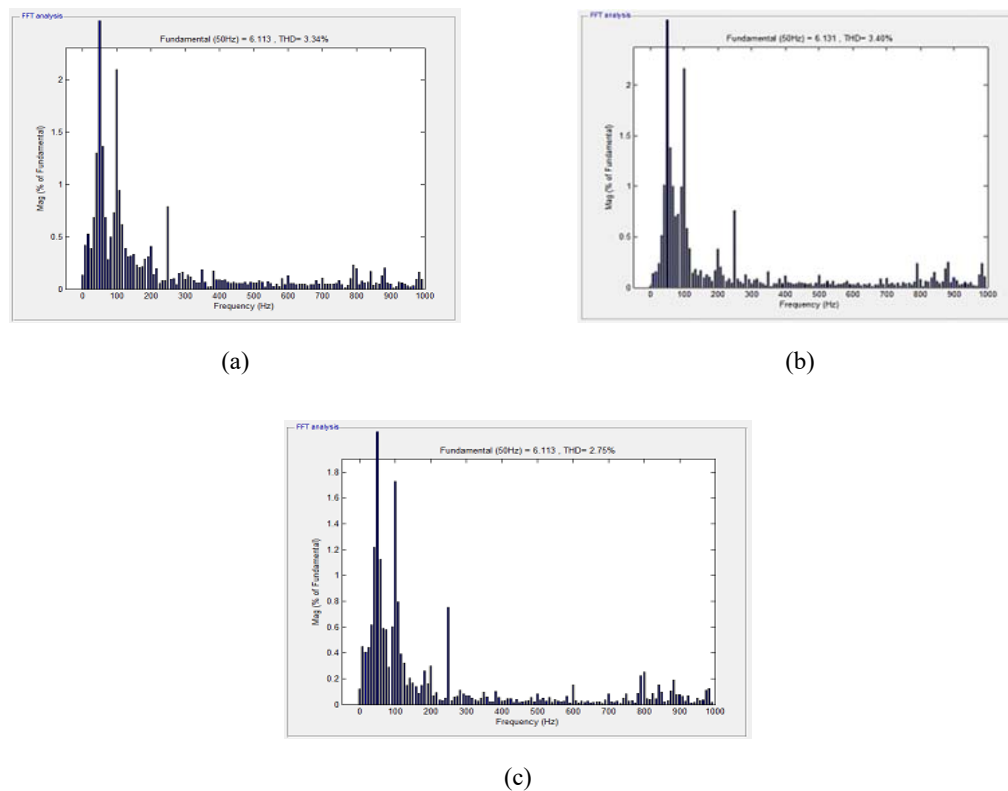 FFT analysis
Fundamental (50Hz) = 6.113 , THD= 3.34%
Mag (% of Fundamental)
2
1.5
1
0.5
0
0 100 200 300 400 500 600 700 800 900 1000
Frequency (Hz)
(a)
FFT analysis
Fundamental (50Hz) = 6.131 , THD= 3.40%
Mag (% of Fundamental)
2
1.5
1
0.5
0
0 100 200 300 400 500 600 700 800 900 1000
Frequency (Hz)
(b)
FFT analysis
Fundamental (50Hz) = 6.113 , THD= 2.75%
Mag (% of Fundamental)
1.8
1.6
1.4
1.2
1
0.8
0.6
0.4
0.2
0
0 100 200 300 400 500 600 700 800 900 1000
Frequency (Hz)
(c)